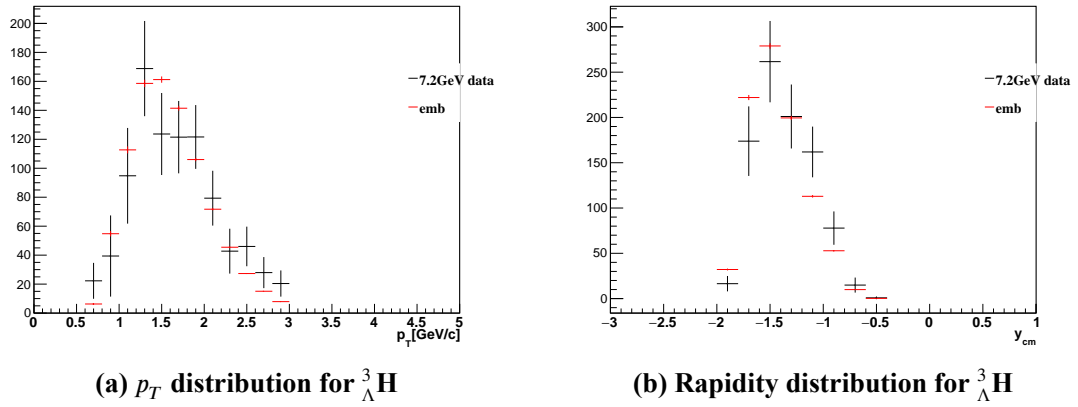 200
180
160
140
120
100
80
60
40
20
0
0 0.5 1 1.5 2 2.5 3 3.5 4 4.5 5
p_T[GeV/c]
7.2GeV data
emb
(a) p_T distribution for ³_ΛH
300
250
200
150
100
50
0
−3 −2.5 −2 −1.5 −1 −0.5 0 0.5 1
y_cm
7.2GeV data
emb
(b) Rapidity distribution for ³_ΛH